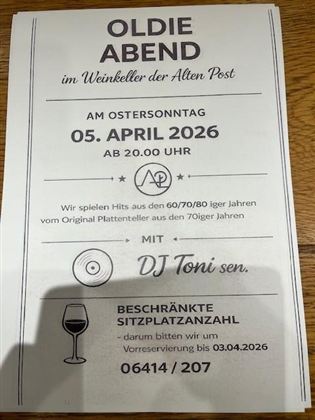 OLDIE
ABEND
im Weinkeller der Alten Post
AM OSTERSONNTAG
05. APRIL 2026
AB 20.00 UHR
AP
Wir spielen Hits aus den 60/70/80 iger Jahren
vom Original Plattenteller aus den 70iger Jahren
MIT
DJ Toni sen.
BESCHRÄNKTE
SITZPLATZANZAHL
- darum bitten wir um
Vorreservierung bis 03.04.2026
06414 / 207